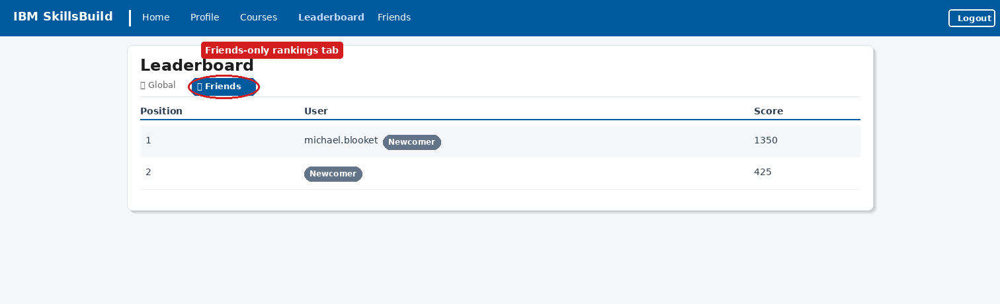 IBM SkillsBuild Home Profile Courses Leaderboard Friends Logout
Friends-only rankings tab
Leaderboard
Global Friends
Position User Score
1 michael.blooket Newcomer 1350
2 Newcomer 425